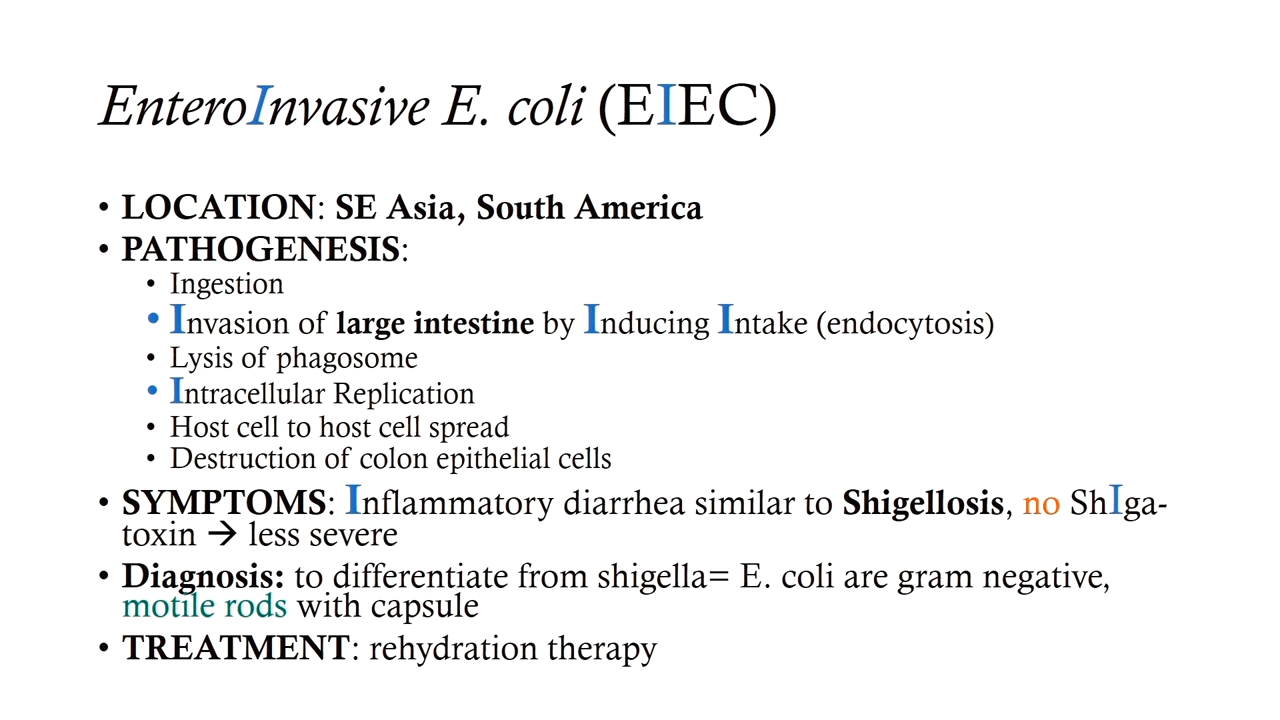 EnteroInvasive E. coli (EIEC)
• LOCATION: SE Asia, South America
• PATHOGENESIS:
• Ingestion
• Invasion of large intestine by Inducing Intake (endocytosis)
• Lysis of phagosome
• Intracellular Replication
• Host cell to host cell spread
• Destruction of colon epithelial cells
• SYMPTOMS: Inflammatory diarrhea similar to Shigellosis, no ShIga-
toxin → less severe
• Diagnosis: to differentiate from shigella= E. coli are gram negative,
motile rods with capsule
• TREATMENT: rehydration therapy